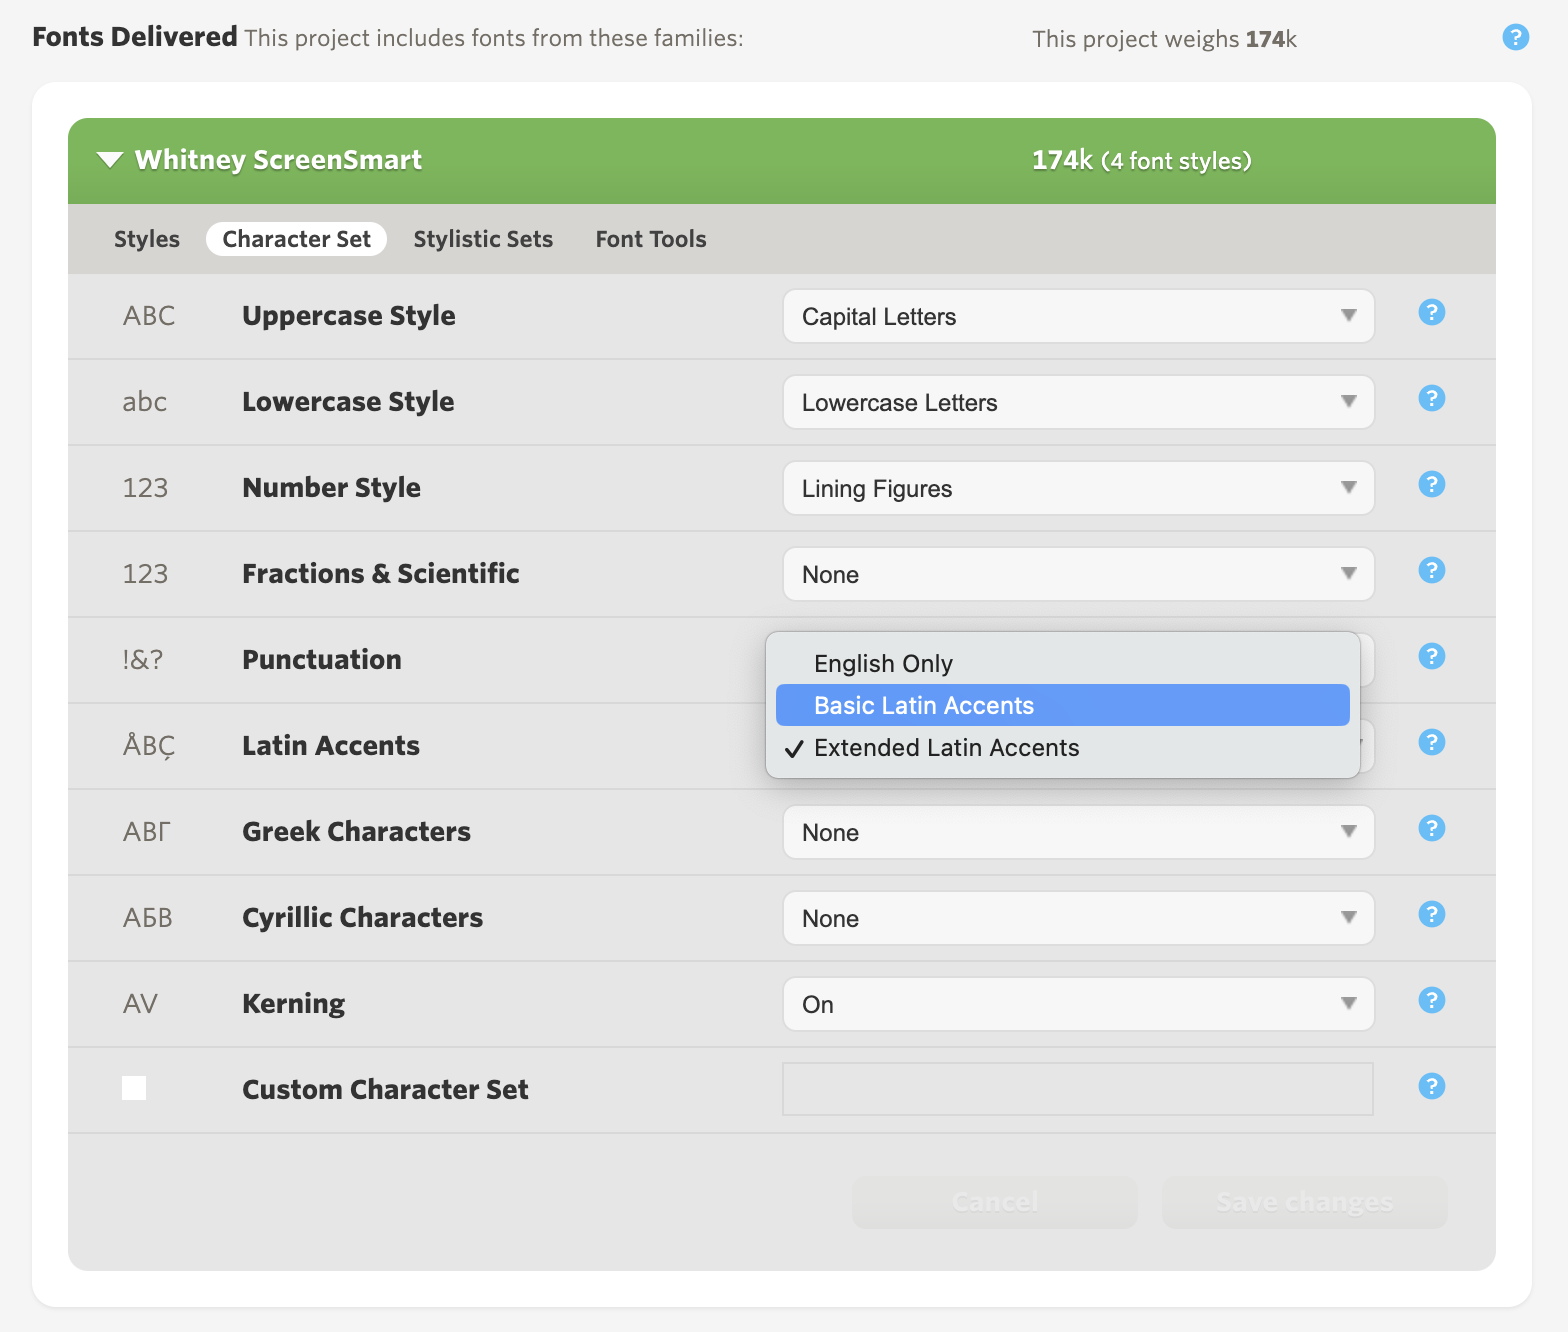 Fonts Delivered This project includes fonts from these families: This project weighs 174k ?
Whitney ScreenSmart 174k (4 font styles)
Styles Character Set Stylistic Sets Font Tools
ABC Uppercase Style Capital Letters ?
abc Lowercase Style Lowercase Letters ?
123 Number Style Lining Figures ?
123 Fractions & Scientific None ?
!&? Punctuation ?
English Only
Basic Latin Accents
ÅBÇ Latin Accents ?
Extended Latin Accents
ΑΒΓ Greek Characters None ?
АБВ Cyrillic Characters None ?
AV Kerning On ?
Custom Character Set ?
Cancel Save changes